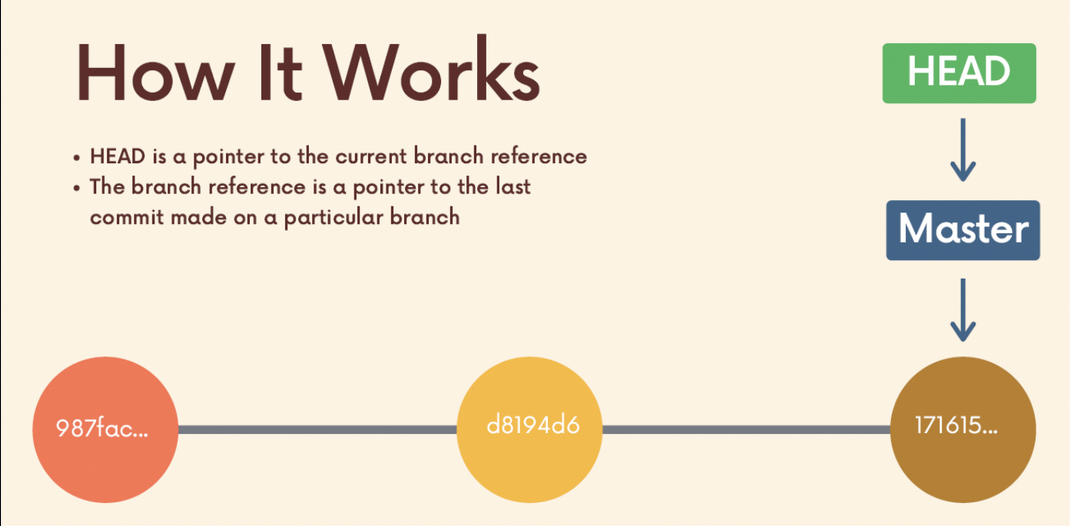 How It Works
• HEAD is a pointer to the current branch reference
• The branch reference is a pointer to the last
commit made on a particular branch
HEAD
Master
987fac...
d8194d6
171615...